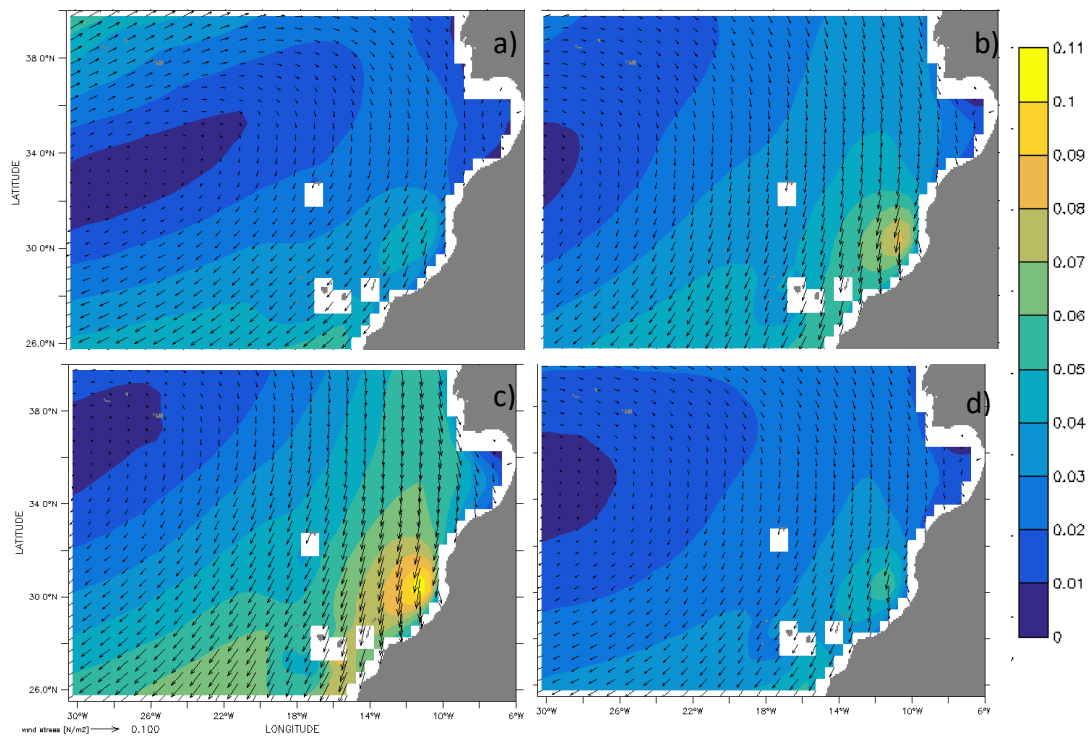 a)
b)
38.0°N
34.0°N
30.0°N
26.0°N
LATITUDE
c)
d)
38.0°N
34.0°N
30.0°N
26.0°N
LATITUDE
30°W 26°W 22°W 18°W 14°W 10°W 6°W
30°W 26°W 22°W 18°W 14°W 10°W 6°W
LONGITUDE
wind stress [N/m2] 0.100
0.11
0.1
0.09
0.08
0.07
0.06
0.05
0.04
0.03
0.02
0.01
0